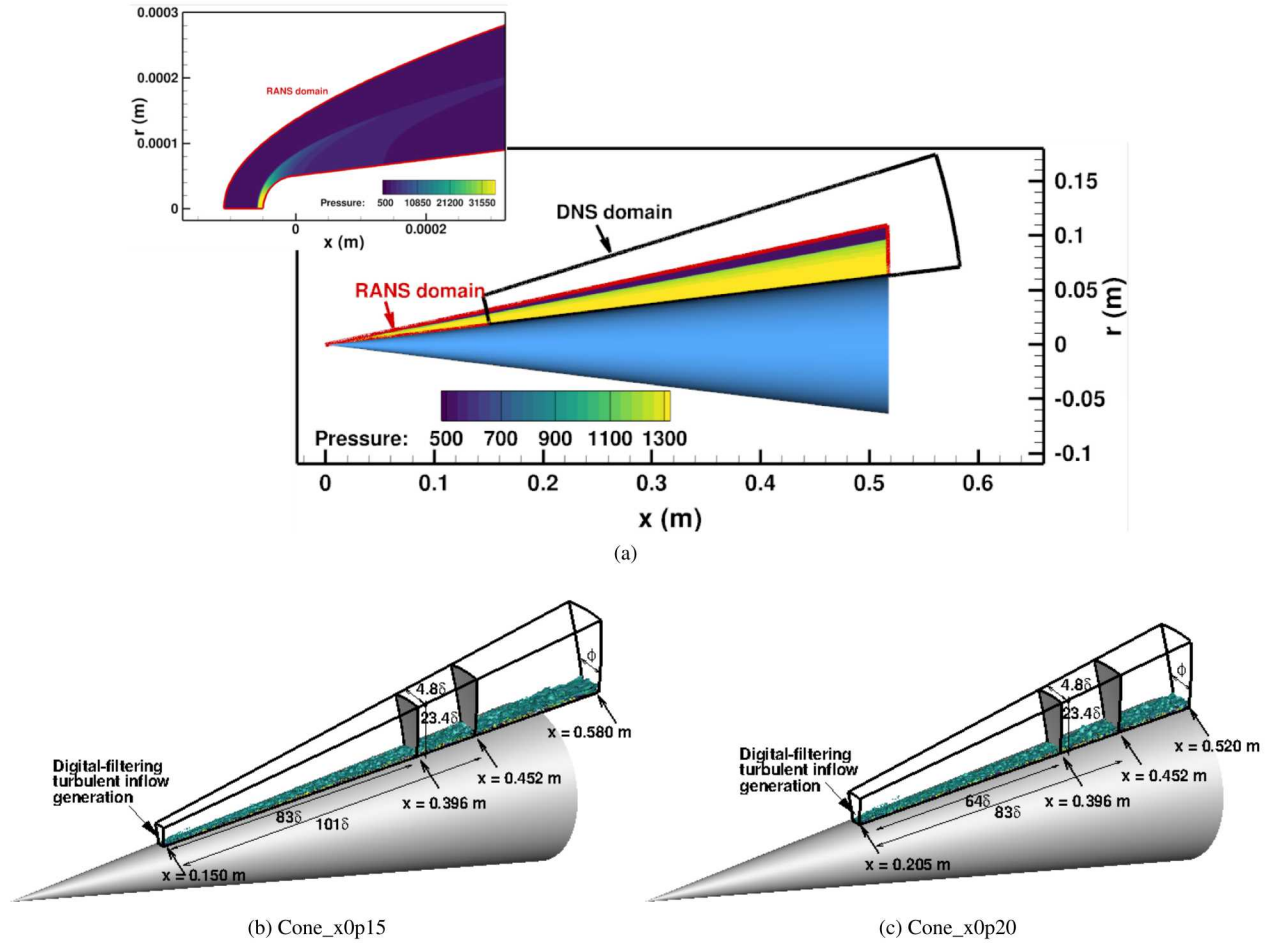 0.0003
0.0002
0.0001
0
r (m)
RANS domain
Pressure: 500 10850 21200 31550
0 0.0002
x (m)
DNS domain
RANS domain
0.15
0.1
0.05
0
-0.05
-0.1
r (m)
Pressure: 500 700 900 1100 1300
0 0.1 0.2 0.3 0.4 0.5 0.6
x (m)
(a)
ϕ
4.8δ
23.4δ
x = 0.580 m
x = 0.452 m
x = 0.396 m
Digital-filtering
turbulent inflow
generation
83δ
101δ
x = 0.150 m
(b) Cone_x0p15
ϕ
4.8δ
23.4δ
x = 0.520 m
x = 0.452 m
x = 0.396 m
Digital-filtering
turbulent inflow
generation
64δ
83δ
x = 0.205 m
(c) Cone_x0p20